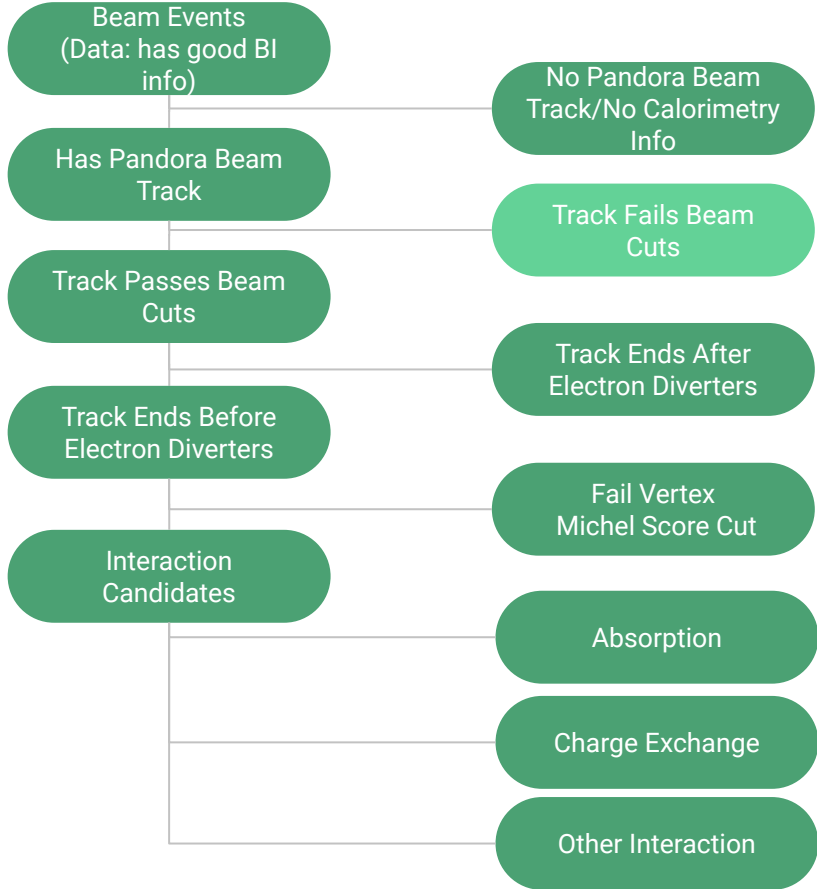 Beam Events
(Data: has good BI
info)
No Pandora Beam
Track/No Calorimetry
Info
Has Pandora Beam
Track
Track Fails Beam
Cuts
Track Passes Beam
Cuts
Track Ends After
Electron Diverters
Track Ends Before
Electron Diverters
Fail Vertex
Michel Score Cut
Interaction
Candidates
Absorption
Charge Exchange
Other Interaction